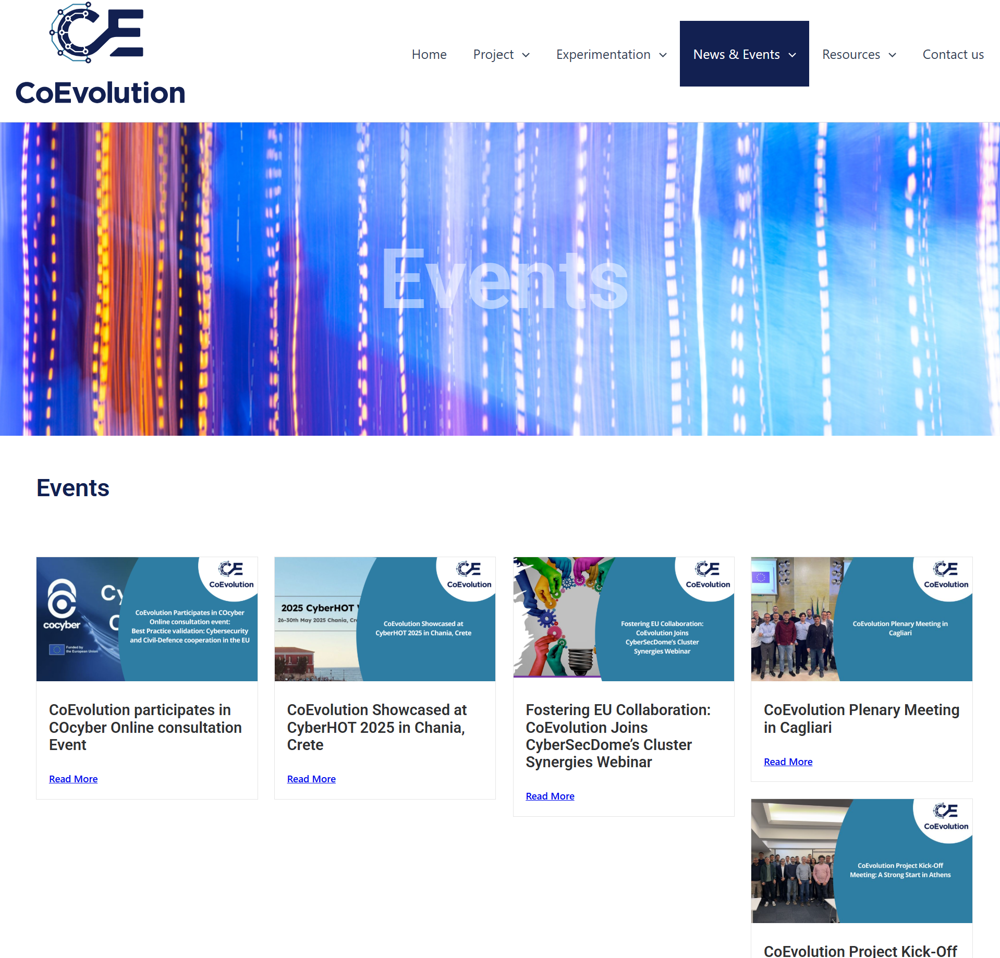 CoEvolution
Home
Project
Experimentation
News & Events
Resources
Contact us
Events
Events
cocyber
Funded by
the European Union
CoEvolution
CoEvolution Participates in COcyber
Online consultation event:
Best Practice validation: Cybersecurity
and Civil-Defence cooperation in the EU
CoEvolution participates in
COcyber Online consultation
Event
Read More
2025 CyberHOT
26-30th May 2025 Chania,
CoEvolution
CoEvolution Showcased at
CyberHOT 2025 in Chania, Crete
CoEvolution Showcased at
CyberHOT 2025 in Chania,
Crete
Read More
CoEvolution
Fostering EU Collaboration:
CoEvolution Joins
CyberSecDome's Cluster
Synergies Webinar
Fostering EU Collaboration:
CoEvolution Joins
CyberSecDome’s Cluster
Synergies Webinar
Read More
CoEvolution
CoEvolution Plenary Meeting in
Cagliari
CoEvolution Plenary Meeting
in Cagliari
Read More
CoEvolution
CoEvolution Project Kick-Off
Meeting: A Strong Start in Athens
CoEvolution Project Kick-Off